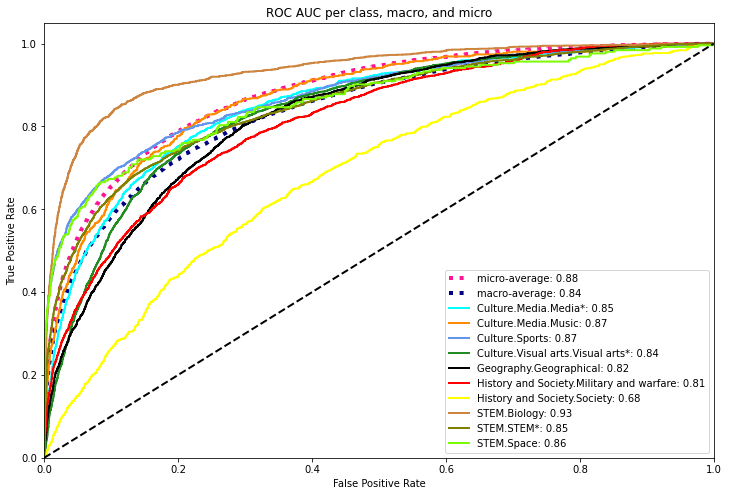 ROC AUC per class, macro, and micro
True Positive Rate
1.0
0.8
0.6
0.4
0.2
0.0
0.0 0.2 0.4 0.6 0.8 1.0
False Positive Rate
micro-average: 0.88
macro-average: 0.84
Culture.Media.Media*: 0.85
Culture.Media.Music: 0.87
Culture.Sports: 0.87
Culture.Visual arts.Visual arts*: 0.84
Geography.Geographical: 0.82
History and Society.Military and warfare: 0.81
History and Society.Society: 0.68
STEM.Biology: 0.93
STEM.STEM*: 0.85
STEM.Space: 0.86